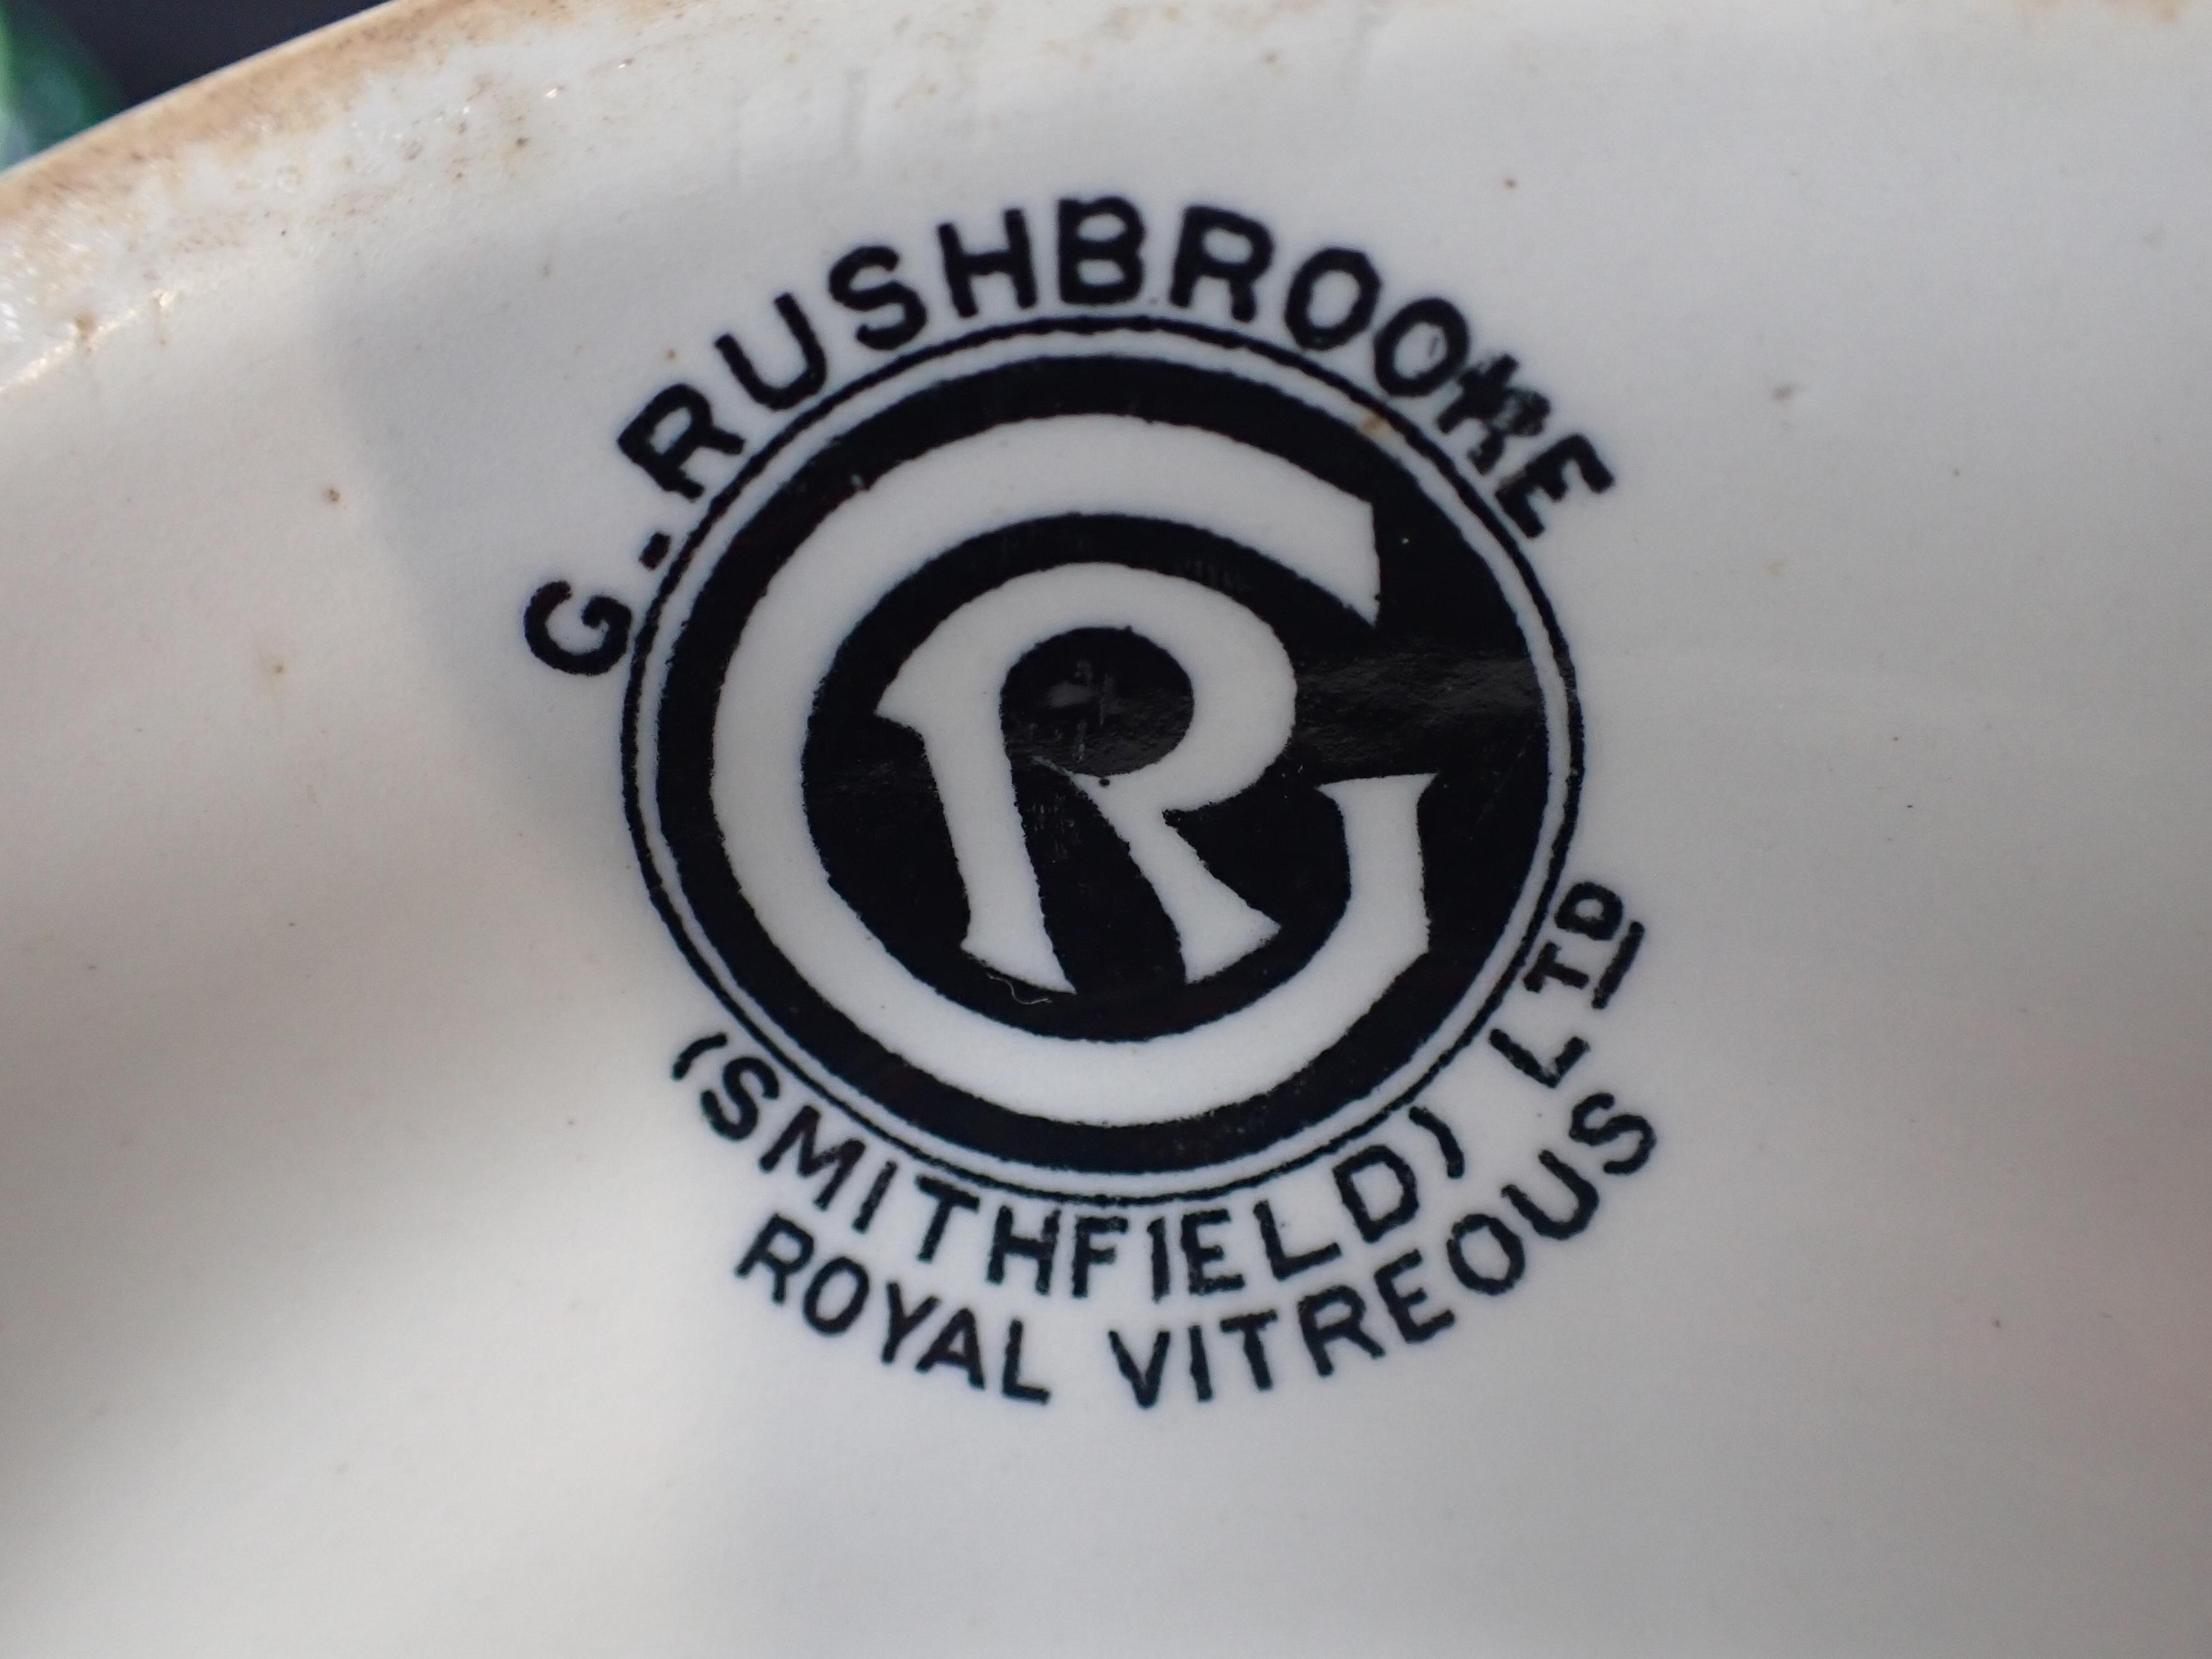 G. RUSHBROOKE
GR
(SMITHFIELD) LTD
ROYAL VITREOUS